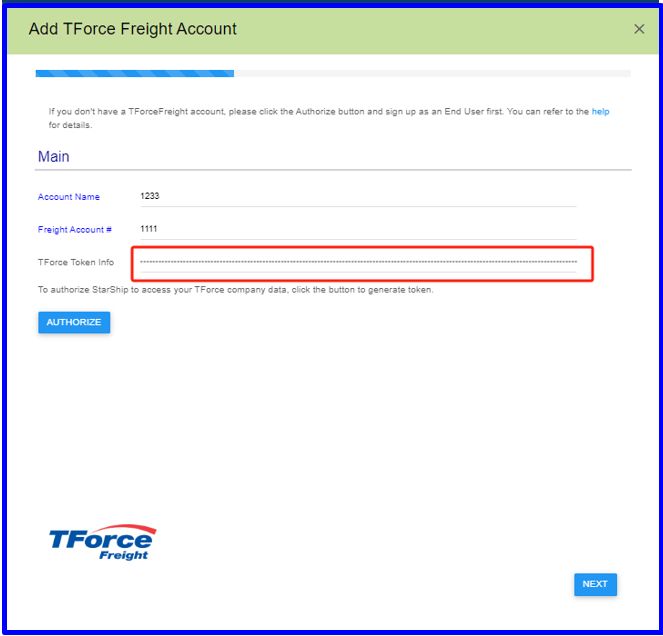 Add TForce Freight Account
If you don't have a TForceFreight account, please click the Authorize button and sign up as an End User first. You can refer to the help
for details.
Main
Account Name 1233
Freight Account # 1111
TForce Token Info
To authorize StarShip to access your TForce company data, click the button to generate token.
AUTHORIZE
TForce
Freight
NEXT